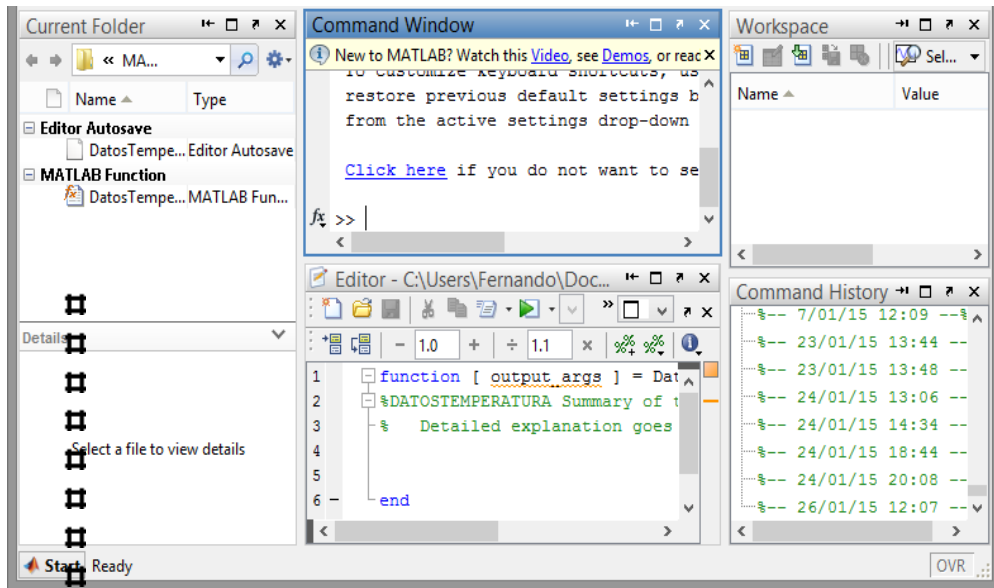 Current Folder
« MA...
Name Type
Editor Autosave
DatosTempe... Editor Autosave
MATLAB Function
DatosTempe... MATLAB Fun...
Details
Select a file to view details
Command Window
New to MATLAB? Watch this Video, see Demos, or read
To customize keyboard shortcuts, us
restore previous default settings b
from the active settings drop-down
Click here if you do not want to se
fx >>
Editor - C:\Users\Fernando\Doc...
- 1.0 + ÷ 1.1 ×
1 function [ output_args ] = Dat
2 %DATOSTEMPERATURA Summary of t
3 % Detailed explanation goes
4
5
6 – end
Workspace
Sel...
Name Value
Command History
%-- 7/01/15 12:09 --%
%-- 23/01/15 13:44 --
%-- 23/01/15 13:48 --
%-- 24/01/15 13:06 --
%-- 24/01/15 14:34 --
%-- 24/01/15 18:44 --
%-- 24/01/15 20:08 --
%-- 26/01/15 12:07 --
Start Ready
OVR